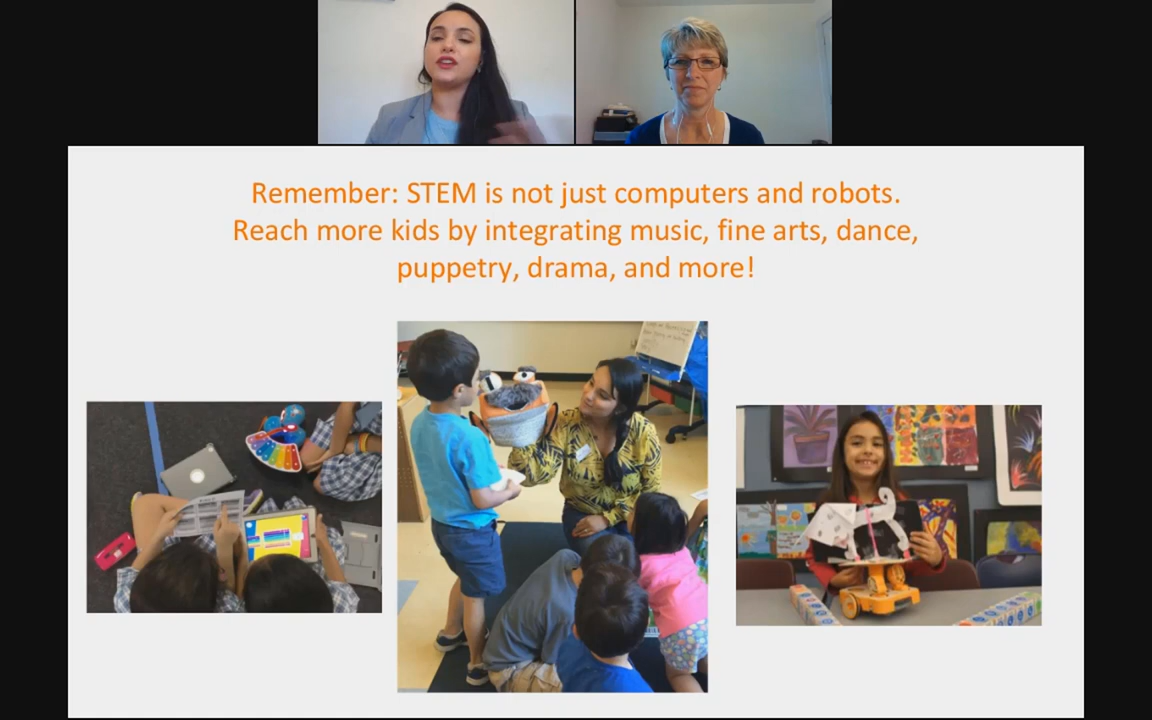 Remember: STEM is not just computers and robots.
Reach more kids by integrating music, fine arts, dance,
puppetry, drama, and more!